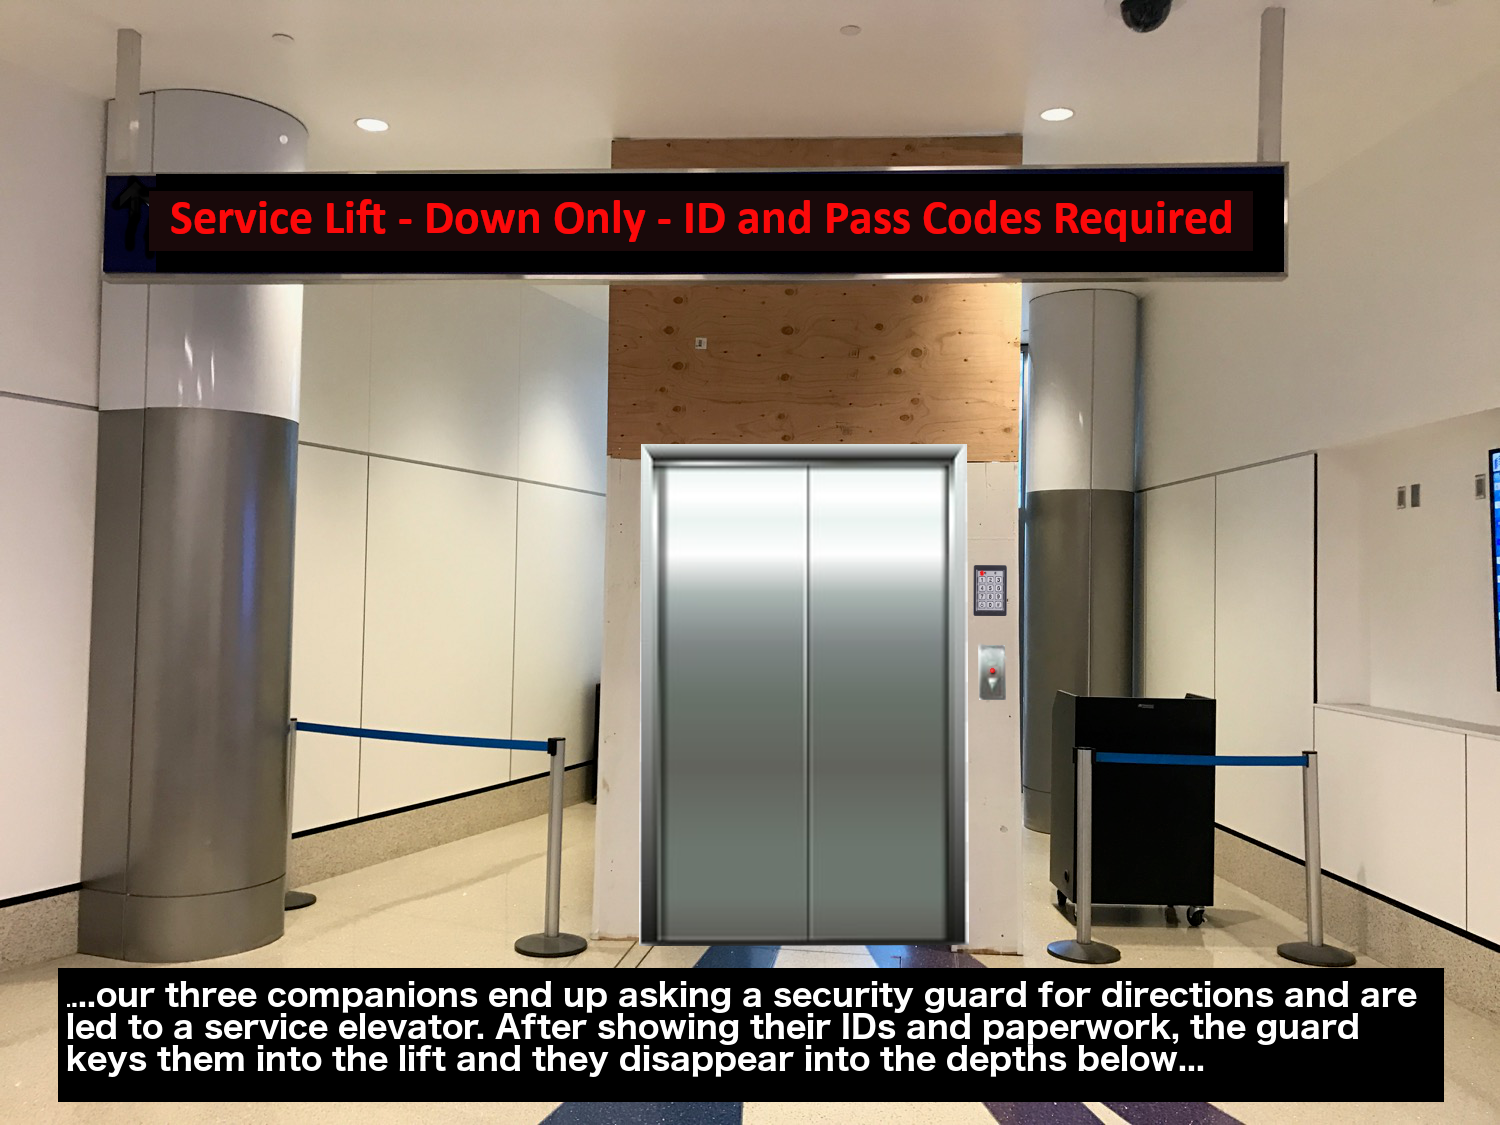 Service Lift - Down Only - ID and Pass Codes Required
....our three companions end up asking a security guard for directions and are
led to a service elevator. After showing their IDs and paperwork, the guard
keys them into the lift and they disappear into the depths below...